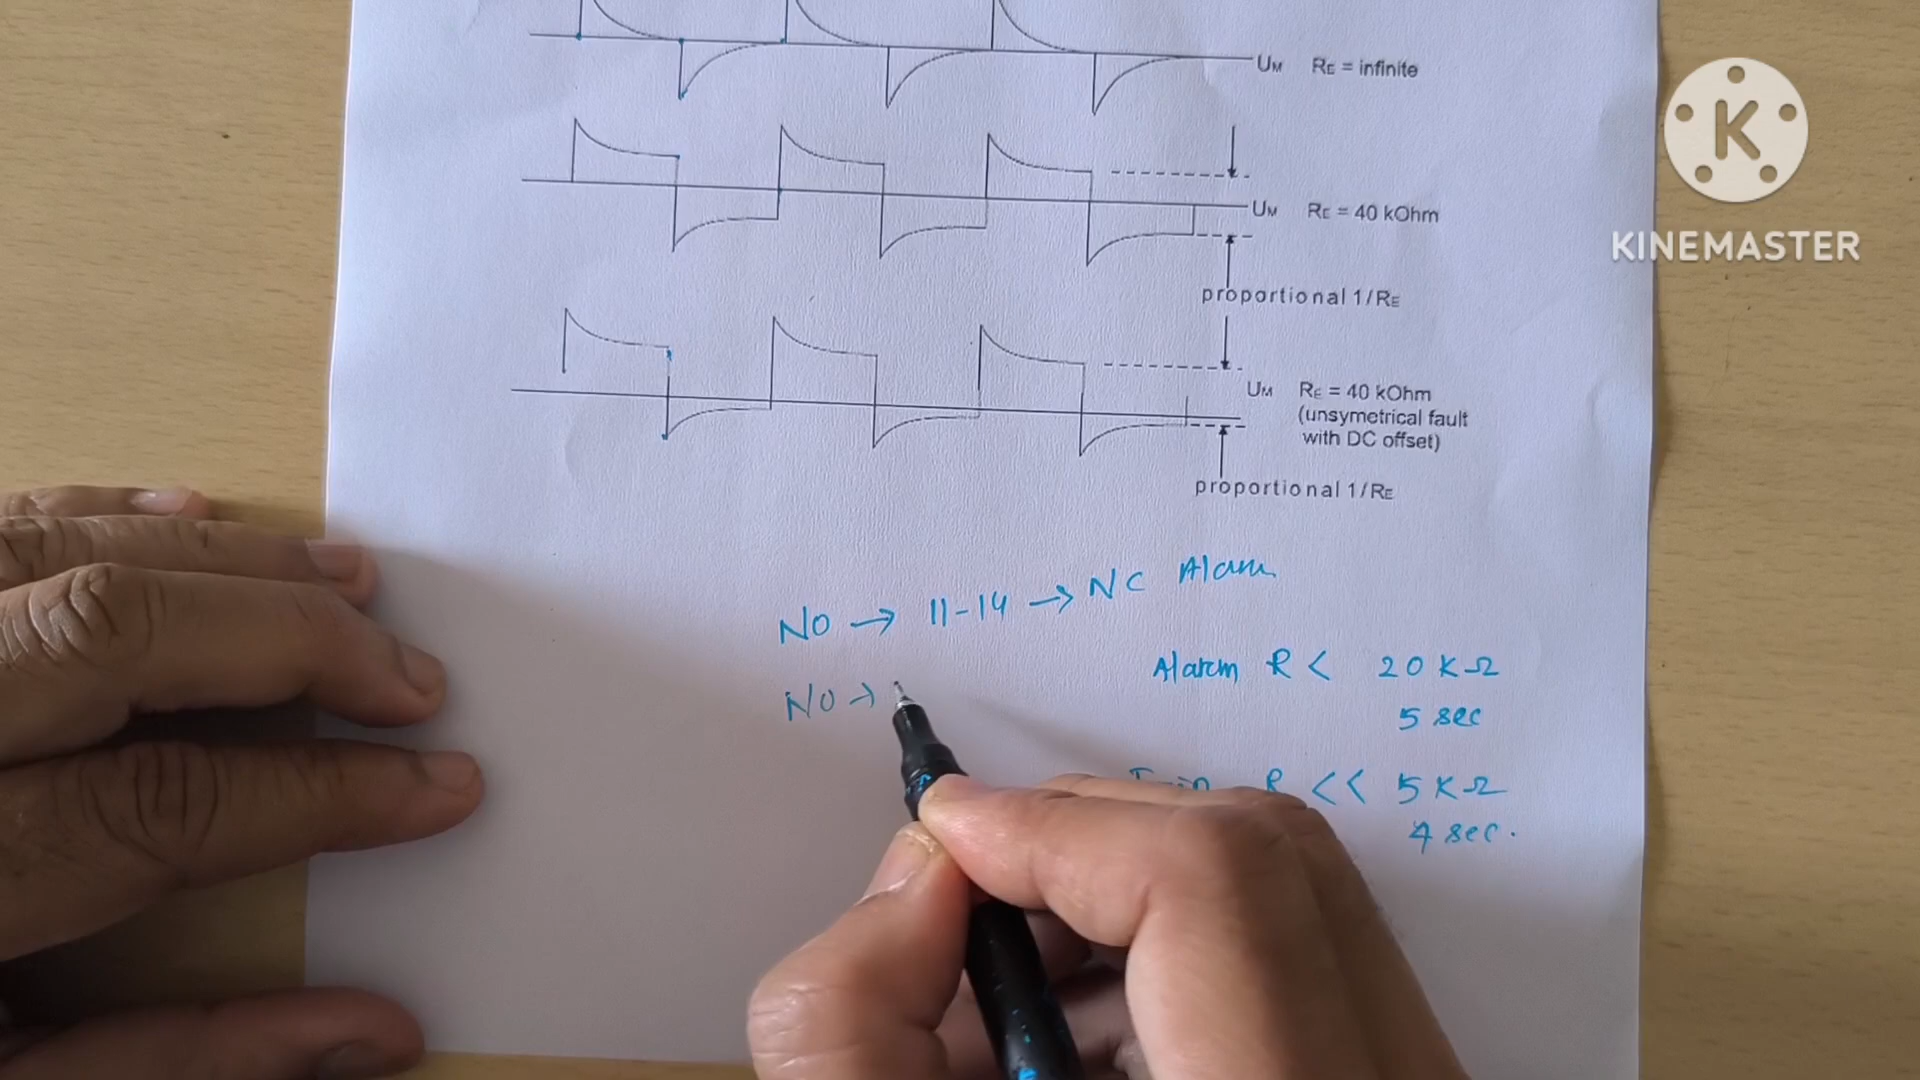 UM RE = infinite
K
KINEMASTER
UM RE = 40 kOhm
proportional 1/RE
UM RE = 40 kOhm
(unsymetrical fault
with DC offset)
proportional 1/RE
NO → 11-14 → NC Alarm
Alarm R < 20 KΩ
5 sec
NO →
R << 5 KΩ
4 sec.